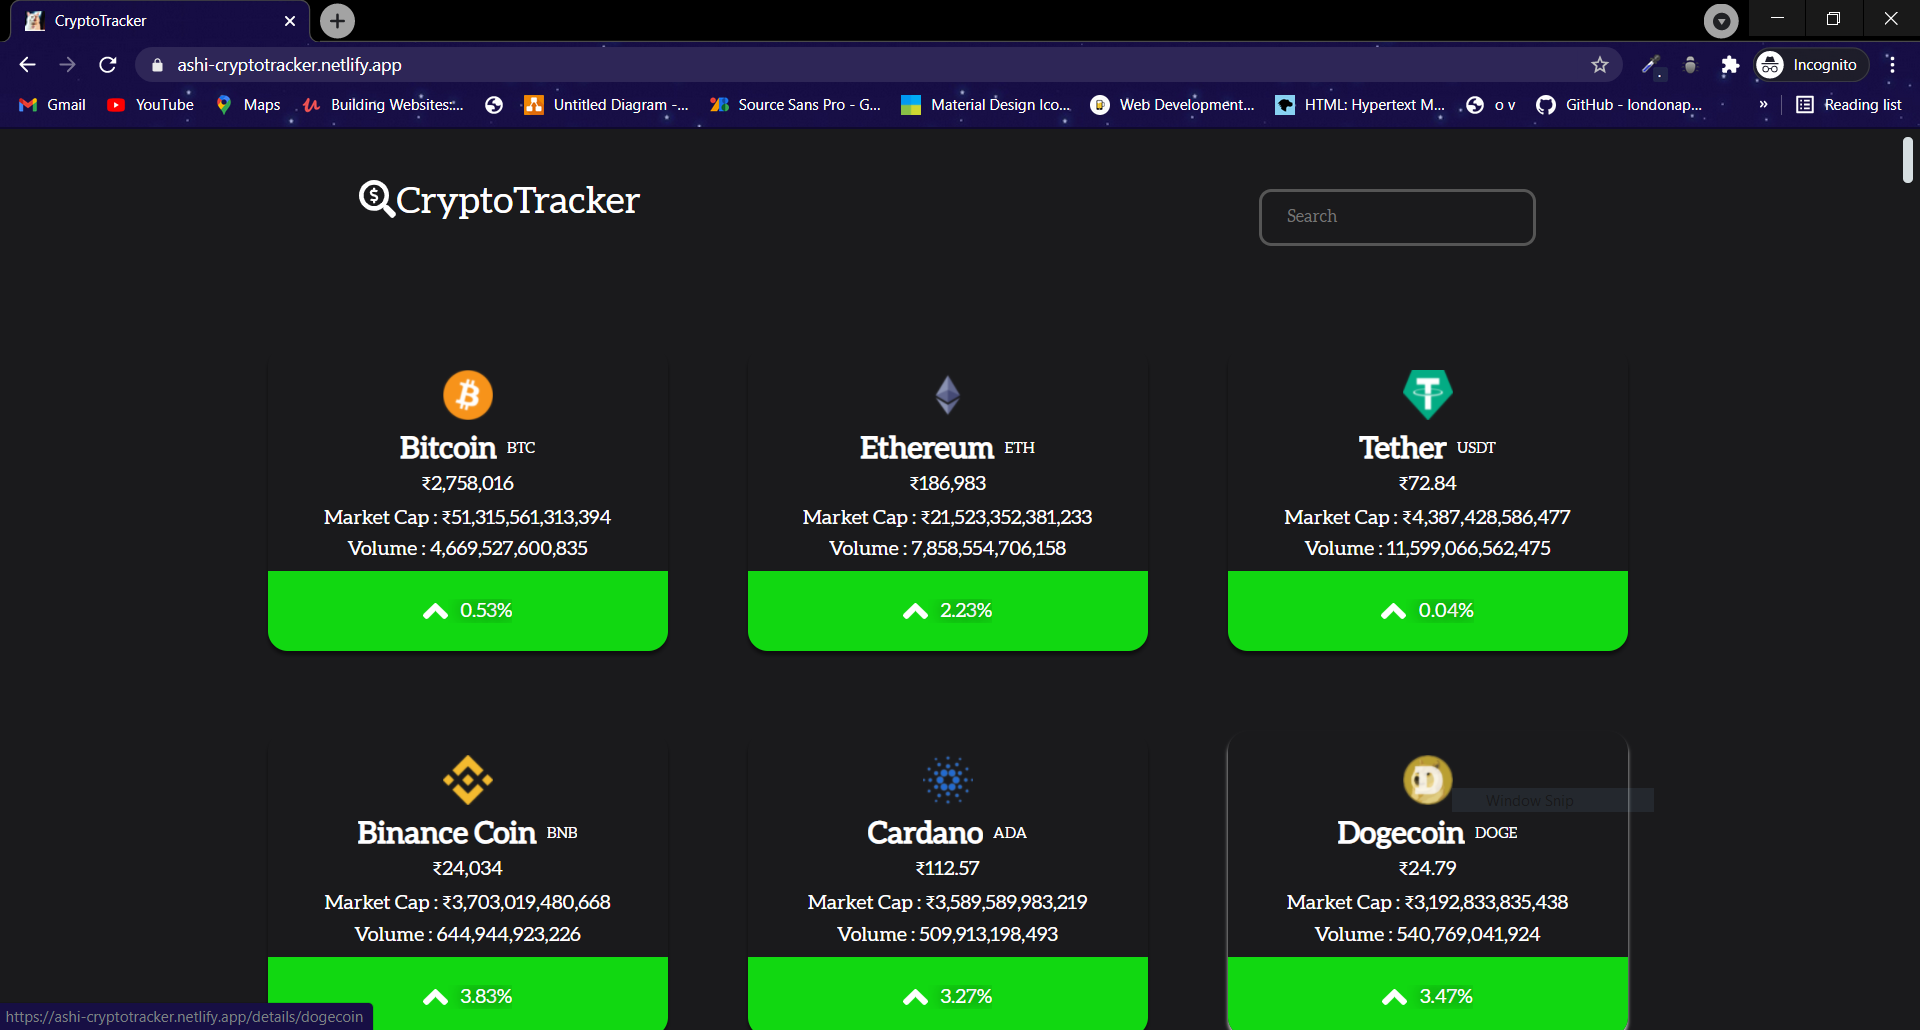 CryptoTracker
ashi-cryptotracker.netlify.app
Incognito
Gmail
YouTube
Maps
Building Websites:...
Untitled Diagram -...
Source Sans Pro - G...
Material Design Ico...
Web Development...
HTML: Hypertext M...
o v
GitHub - londonap...
»
Reading list
CryptoTracker
Search
Bitcoin BTC
₹2,758,016
Market Cap : ₹51,315,561,313,394
Volume : 4,669,527,600,835
0.53%
Ethereum ETH
₹186,983
Market Cap : ₹21,523,352,381,233
Volume : 7,858,554,706,158
2.23%
Tether USDT
₹72.84
Market Cap : ₹4,387,428,586,477
Volume : 11,599,066,562,475
0.04%
Binance Coin BNB
₹24,034
Market Cap : ₹3,703,019,480,668
Volume : 644,944,923,226
3.83%
Cardano ADA
₹112.57
Market Cap : ₹3,589,589,983,219
Volume : 509,913,198,493
3.27%
Window Snip
Dogecoin DOGE
₹24.79
Market Cap : ₹3,192,833,835,438
Volume : 540,769,041,924
3.47%
https://ashi-cryptotracker.netlify.app/details/dogecoin